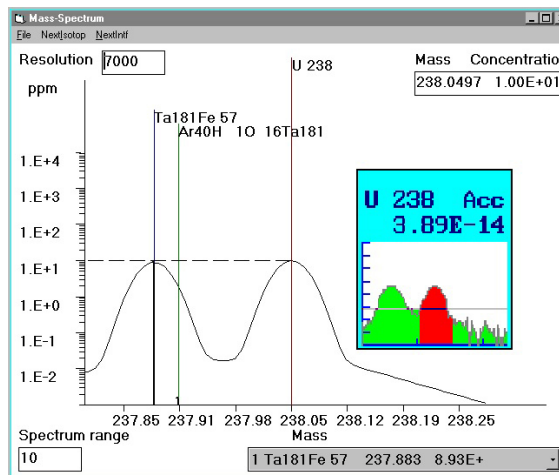 Mass-Spectrum
File NextIsotop NextIntf
Resolution 7000
Mass Concentratio
238.0497 1.00E+01
U 238
ppm
Ta181Fe 57
Ar40H 1O 16Ta181
1.E+4
1.E+3
1.E+2
1.E+1
1.E+0
1.E-1
1.E-2
U 238 Acc
3.89E-14
1
237.85 237.91 237.98 238.05 238.12 238.19 238.25
Spectrum range
Mass
10
1 Ta181Fe 57 237.883 8.93E+